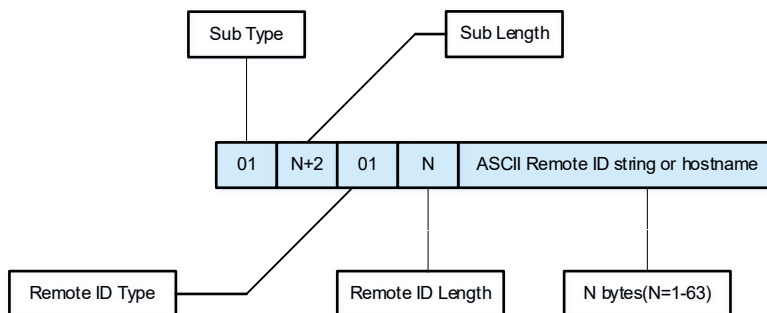 Sub Type
Sub Length
01
N+2
01
N
ASCII Remote ID string or hostname
Remote ID Type
Remote ID Length
N bytes(N=1-63)